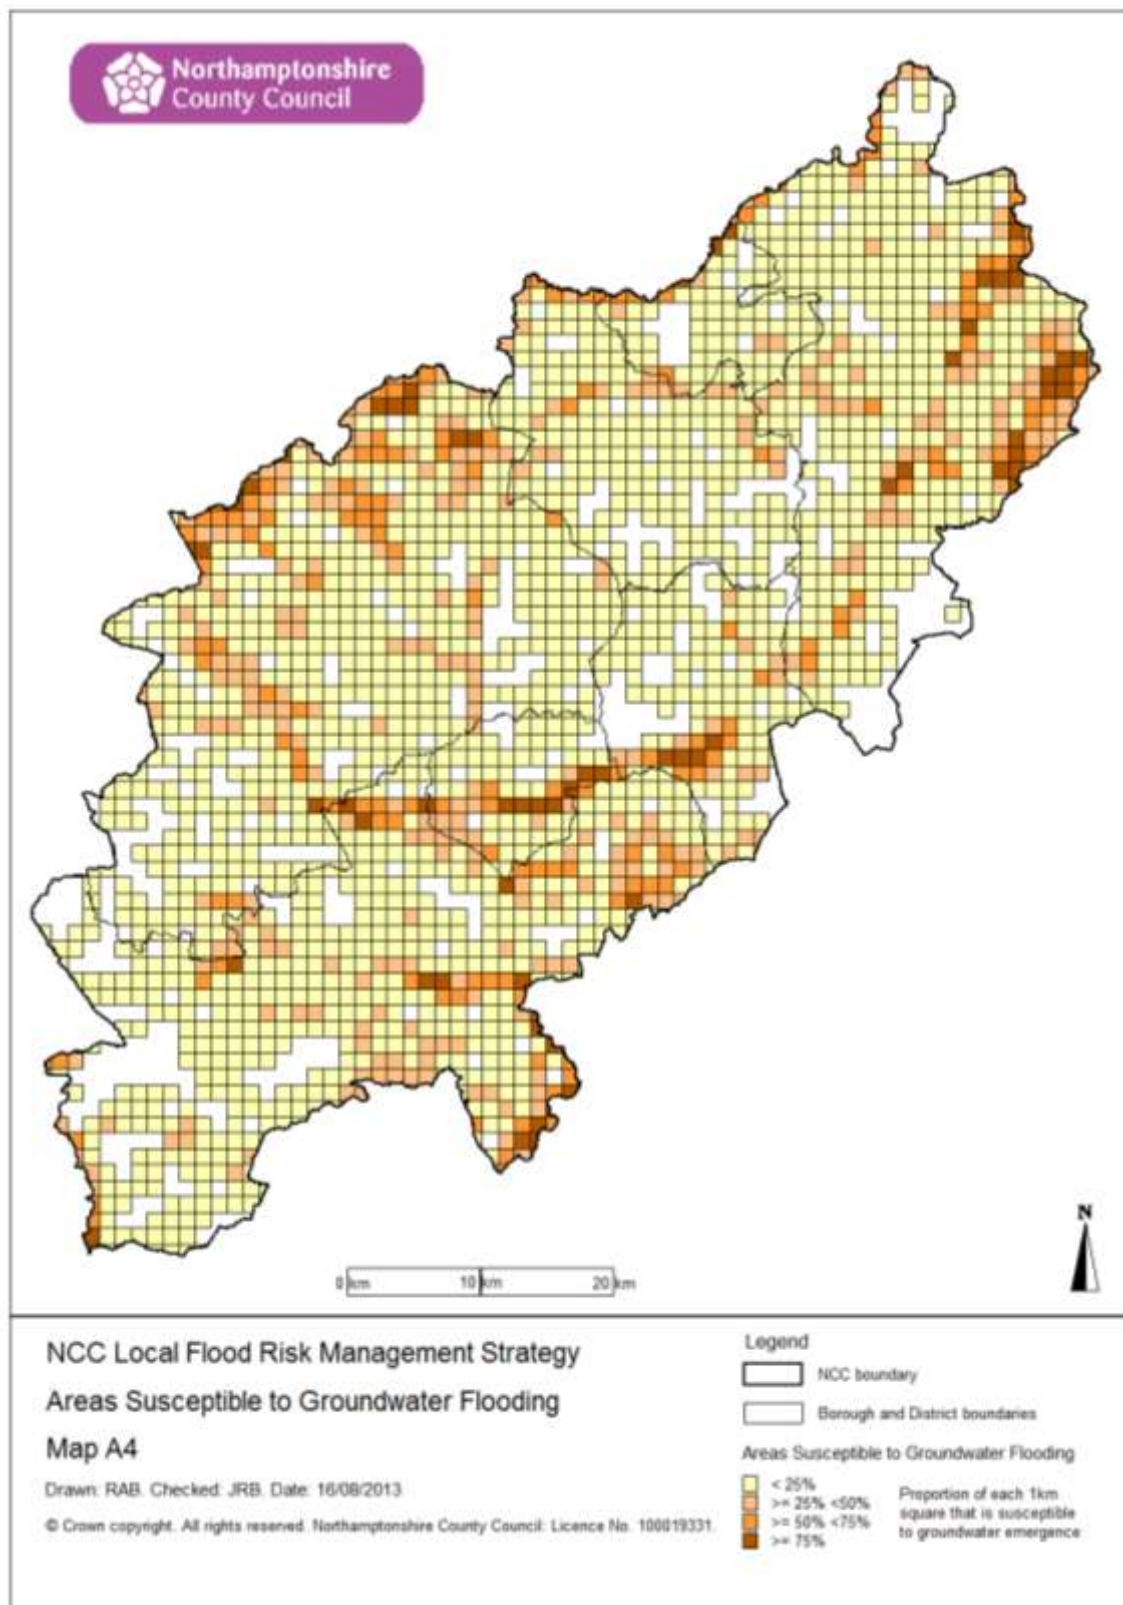 Northamptonshire
County Council
N
0 km
10 km
20 km
NCC Local Flood Risk Management Strategy
Areas Susceptible to Groundwater Flooding
Map A4
Drawn: RAB. Checked: JRB. Date: 16/08/2013
© Crown copyright. All rights reserved. Northamptonshire County Council: Licence No. 100019331.
Legend
NCC boundary
Borough and District boundaries
Areas Susceptible to Groundwater Flooding
< 25%
>= 25% <50%
>= 50% <75%
>= 75%
Proportion of each 1km
square that is susceptible
to groundwater emergence